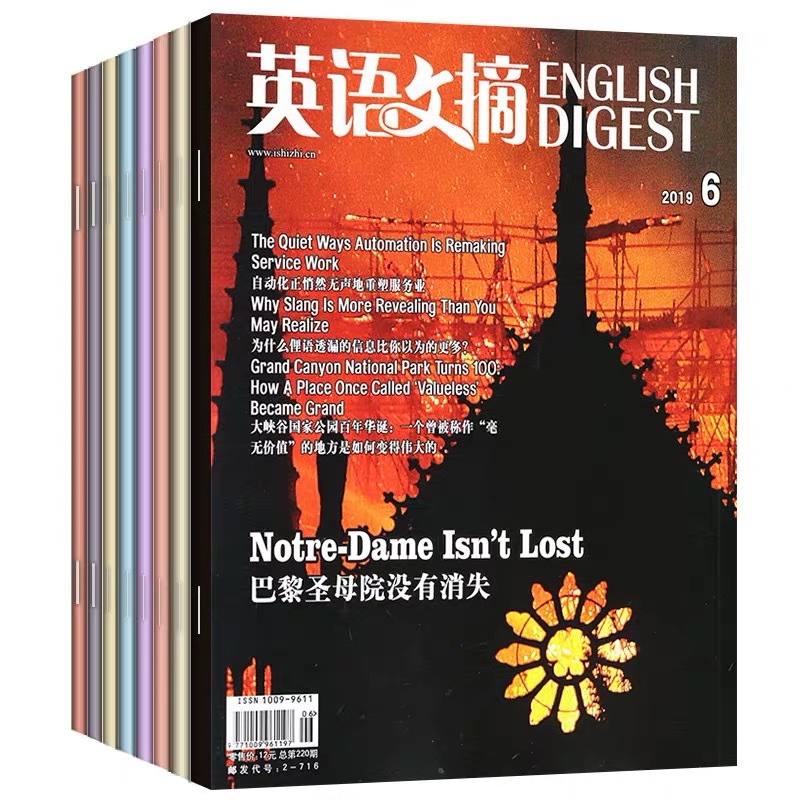 英语文摘 ENGLISH
DIGEST
www.ishizhi.cn
2019 6
The Quiet Ways Automation Is Remaking
Service Work
自动化正悄然无声地重塑服务业
Why Slang Is More Revealing Than You
May Realize
为什么俚语透漏的信息比你以为的更多?
Grand Canyon National Park Turns 100:
How A Place Once Called ‘Valueless’
Became Grand
大峡谷国家公园百年华诞:一个曾被称作“毫
无价值”的地方是如何变得伟大的
Notre-Dame Isn't Lost
巴黎圣母院没有消失
ISSN 1009-9611
06
9 771009 961197
零售价:12元 总第220期
邮发代号:2-716